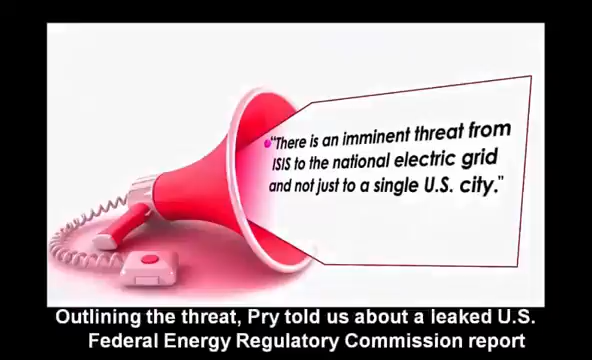 "There is an imminent threat from
ISIS to the national electric grid
and not just to a single U.S. city."
Outlining the threat, Pry told us about a leaked U.S.
Federal Energy Regulatory Commission report